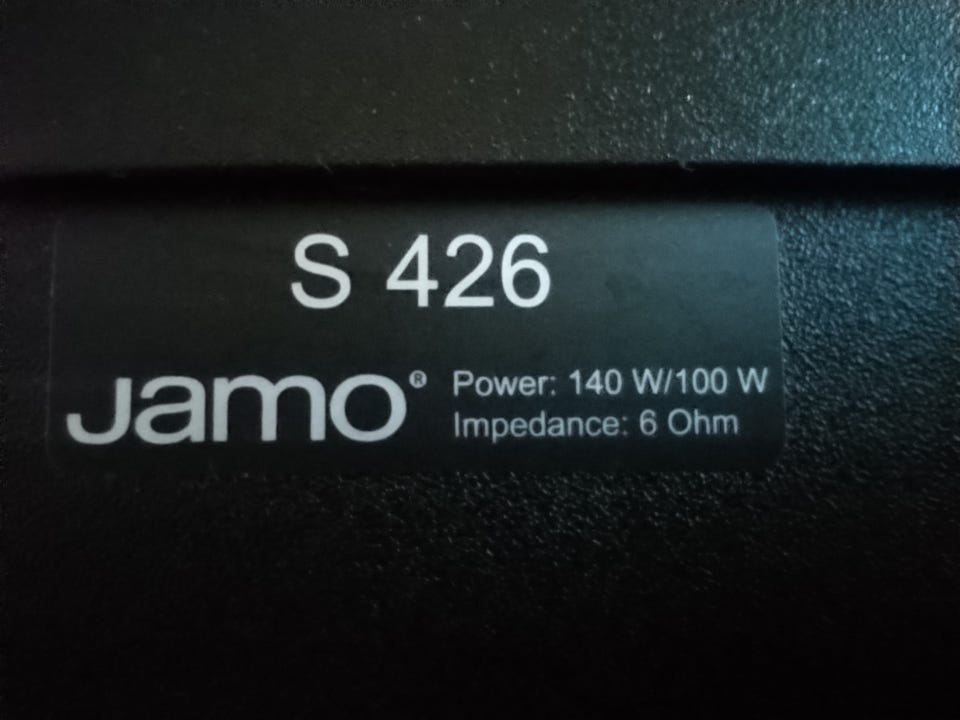 S 426
Jamo® Power: 140 W/100 W
Impedance: 6 Ohm